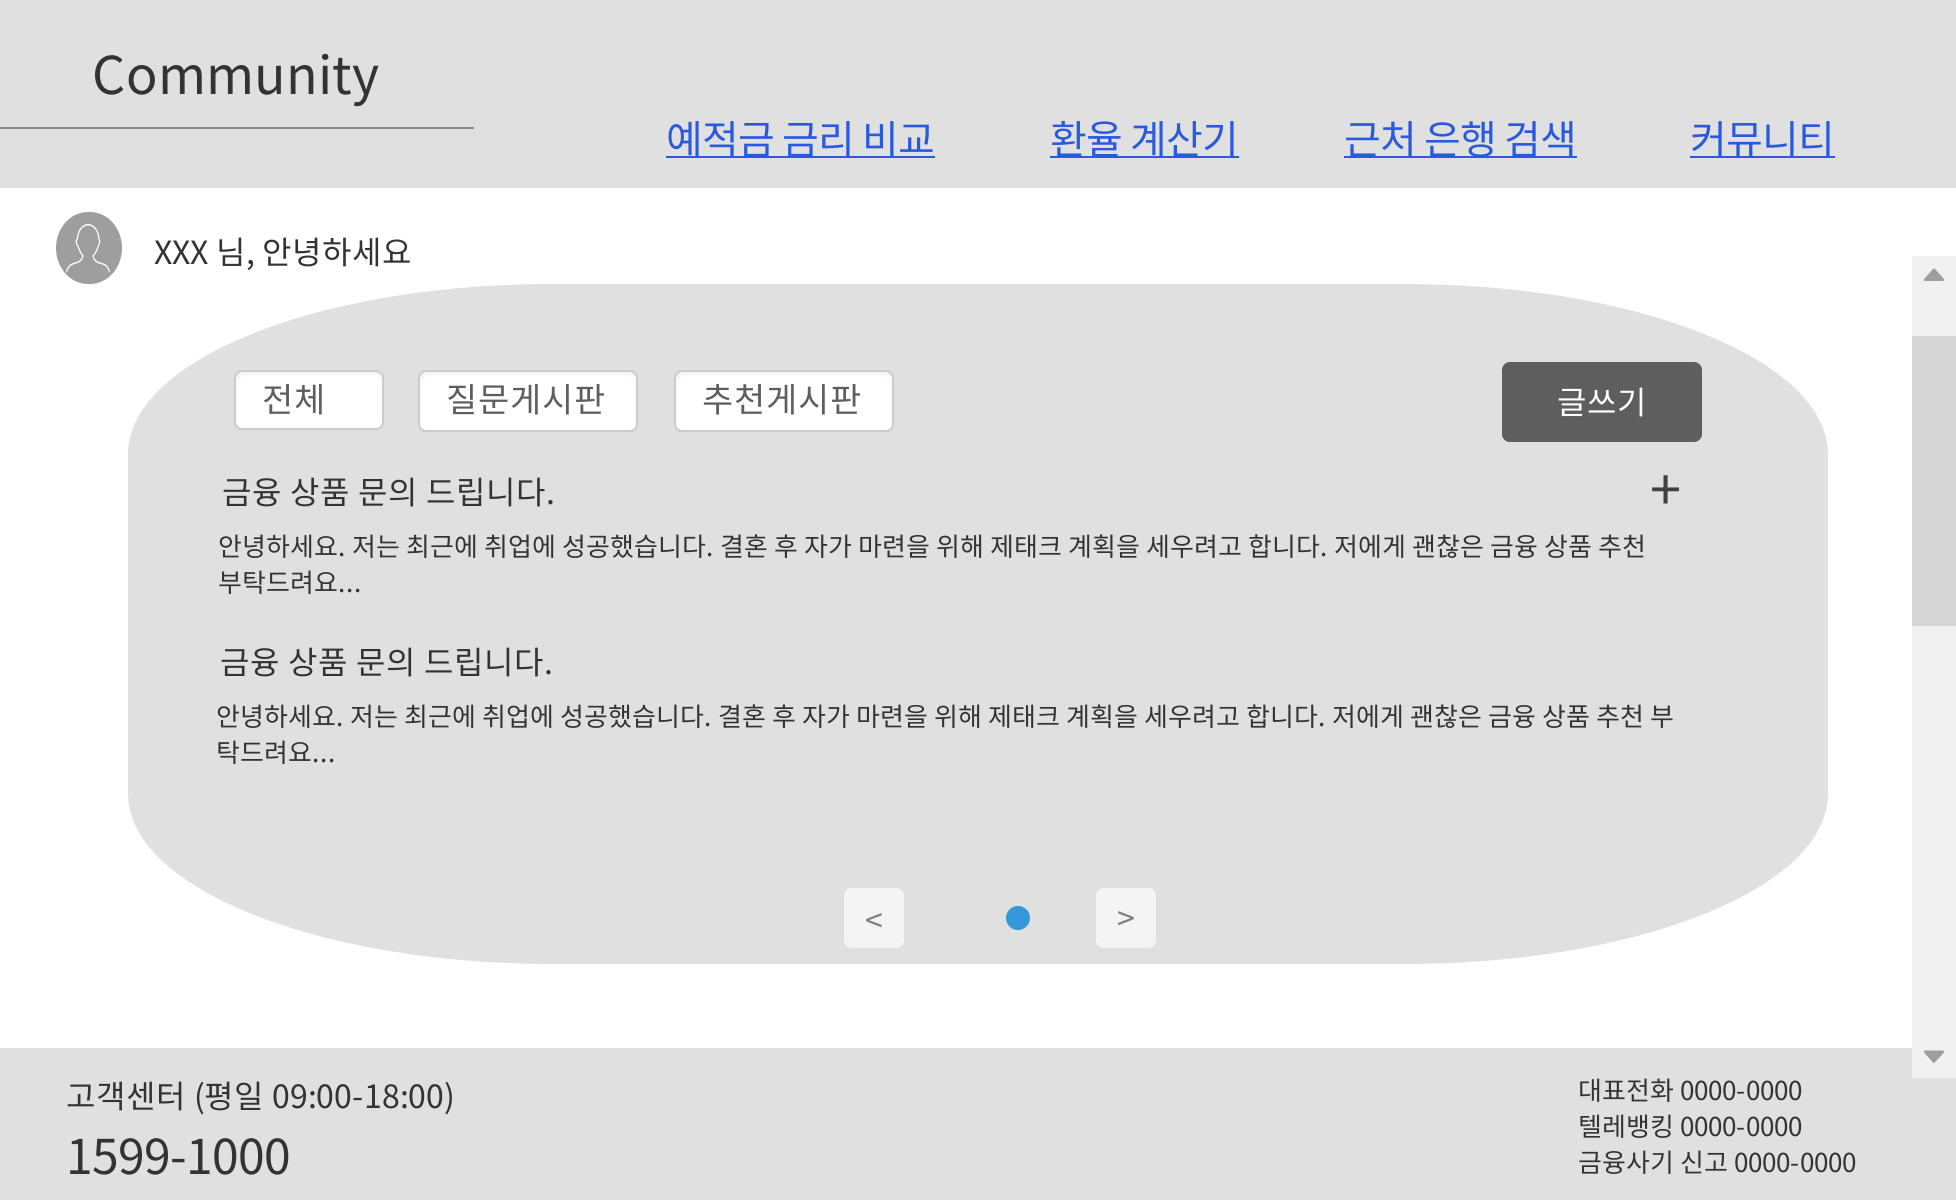 Community
예적금 금리 비교 환율 계산기 근처 은행 검색 커뮤니티
XXX 님, 안녕하세요
전체 질문게시판 추천게시판 글쓰기
금융 상품 문의 드립니다. +
안녕하세요. 저는 최근에 취업에 성공했습니다. 결혼 후 자가 마련을 위해 제태크 계획을 세우려고 합니다. 저에게 괜찮은 금융 상품 추천
부탁드려요...
금융 상품 문의 드립니다.
안녕하세요. 저는 최근에 취업에 성공했습니다. 결혼 후 자가 마련을 위해 제태크 계획을 세우려고 합니다. 저에게 괜찮은 금융 상품 추천 부
탁드려요...
< >
고객센터 (평일 09:00-18:00)
1599-1000
대표전화 0000-0000
텔레뱅킹 0000-0000
금융사기 신고 0000-0000